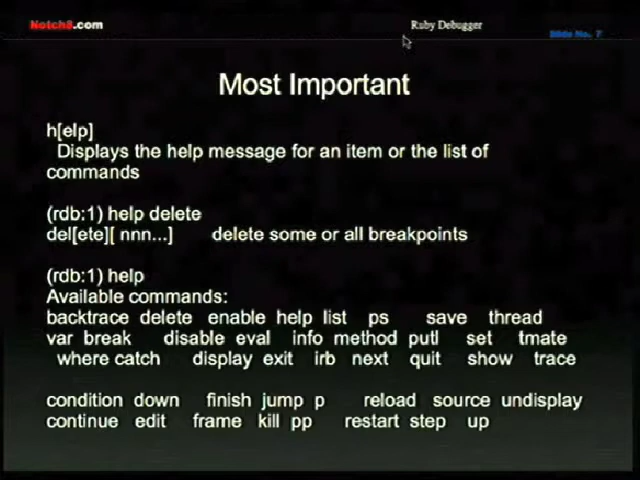 Notch8.com
Ruby Debugger
Slide No. 7
Most Important
h[elp]
Displays the help message for an item or the list of
commands
(rdb:1) help delete
del[ete][ nnn...] delete some or all breakpoints
(rdb:1) help
Available commands:
backtrace delete enable help list ps save thread
var break disable eval info method putl set tmate
where catch display exit irb next quit show trace
condition down finish jump p reload source undisplay
continue edit frame kill pp restart step up